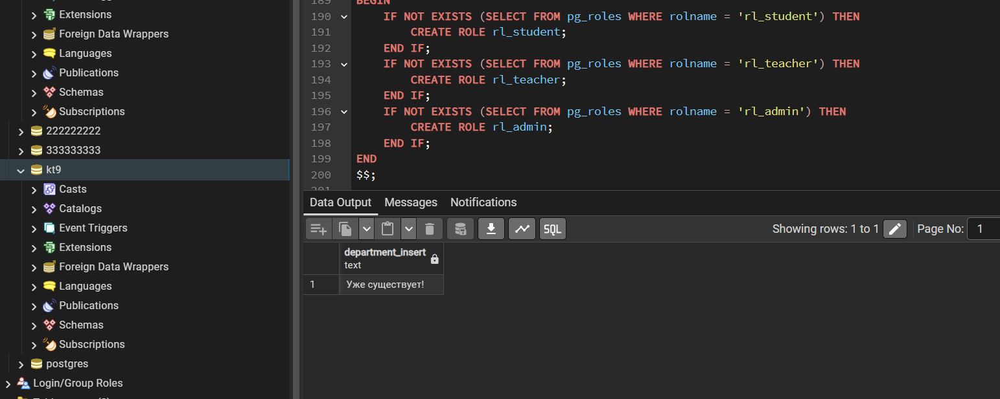 Extensions
Foreign Data Wrappers
Languages
Publications
Schemas
Subscriptions
222222222
333333333
kt9
Casts
Catalogs
Event Triggers
Extensions
Foreign Data Wrappers
Languages
Publications
Schemas
Subscriptions
postgres
Login/Group Roles
189 BEGIN
190 IF NOT EXISTS (SELECT FROM pg_roles WHERE rolname = 'rl_student') THEN
191 CREATE ROLE rl_student;
192 END IF;
193 IF NOT EXISTS (SELECT FROM pg_roles WHERE rolname = 'rl_teacher') THEN
194 CREATE ROLE rl_teacher;
195 END IF;
196 IF NOT EXISTS (SELECT FROM pg_roles WHERE rolname = 'rl_admin') THEN
197 CREATE ROLE rl_admin;
198 END IF;
199 END
200 $$;
201
Data Output Messages Notifications
SQL Showing rows: 1 to 1 Page No: 1
department_insert
text
1 Уже существует!